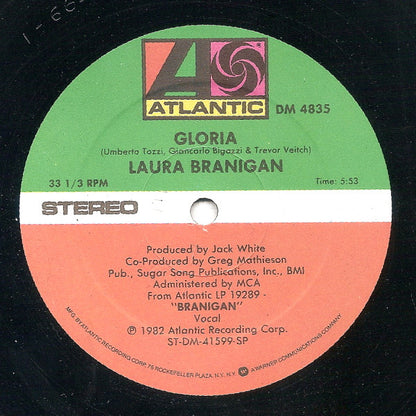 ATLANTIC
DM 4835
GLORIA
(Umberto Tozzi, Giancarlo Bigazzi & Trevor Veitch)
LAURA BRANIGAN
33 1/3 RPM
Time: 5:53
STEREO
Produced by Jack White
Co-Produced by Greg Mathieson
Pub., Sugar Song Publications, Inc., BMI
Administered by MCA
From Atlantic LP 19289 -
"BRANIGAN"
Vocal
℗ 1982 Atlantic Recording Corp.
ST-DM-41599-SP
MFG. BY ATLANTIC RECORDING CORP., 75 ROCKEFELLER PLAZA, N.Y., N.Y. A WARNER COMMUNICATIONS COMPANY